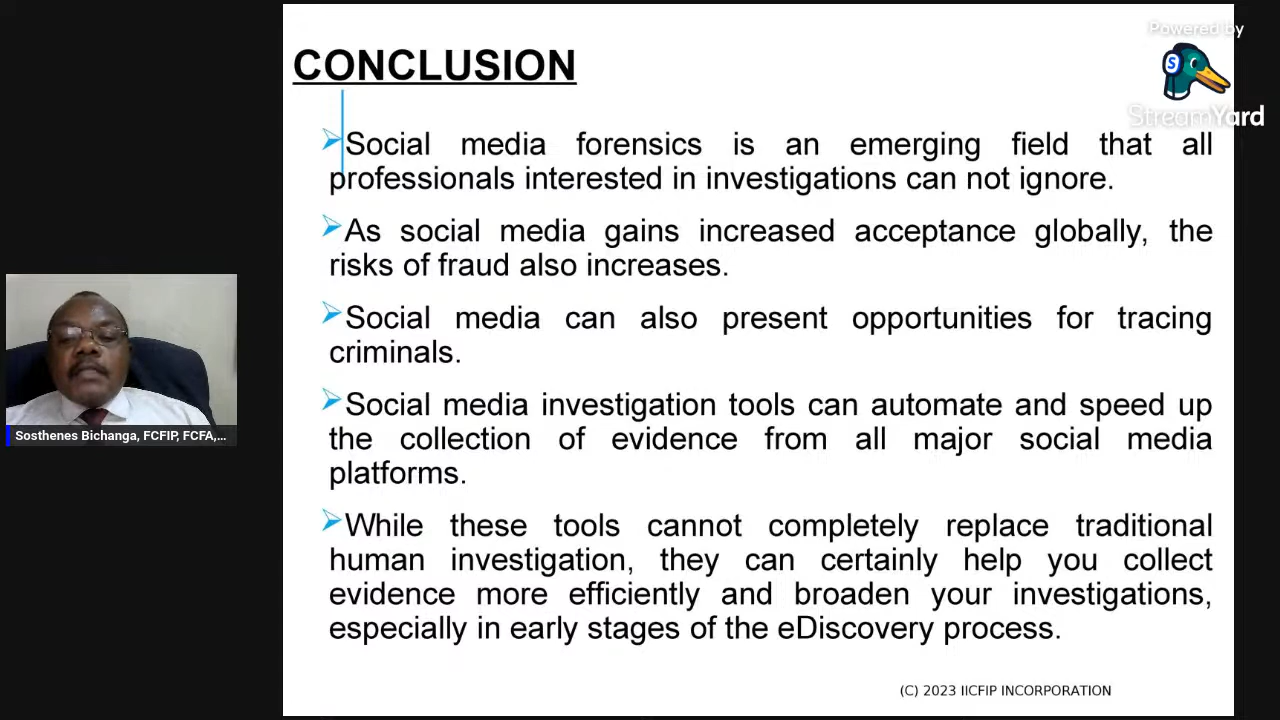 Powered by
S
StreamYard
CONCLUSION
Social media forensics is an emerging field that all
professionals interested in investigations can not ignore.
As social media gains increased acceptance globally, the
risks of fraud also increases.
Social media can also present opportunities for tracing
criminals.
Social media investigation tools can automate and speed up
the collection of evidence from all major social media
platforms.
While these tools cannot completely replace traditional
human investigation, they can certainly help you collect
evidence more efficiently and broaden your investigations,
especially in early stages of the eDiscovery process.
Sosthenes Bichanga, FCFIP, FCFA,...
(C) 2023 IICFIP INCORPORATION